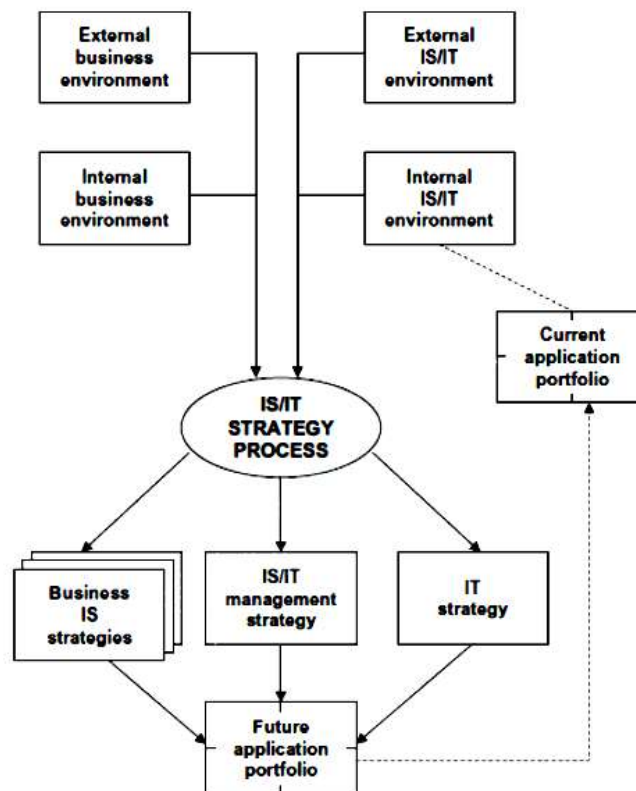 External
business
environment
External
IS/IT
environment
Internal
business
environment
Internal
IS/IT
environment
Current
application
portfolio
IS/IT
STRATEGY
PROCESS
Business
IS
strategies
IS/IT
management
strategy
IT
strategy
Future
application
portfolio